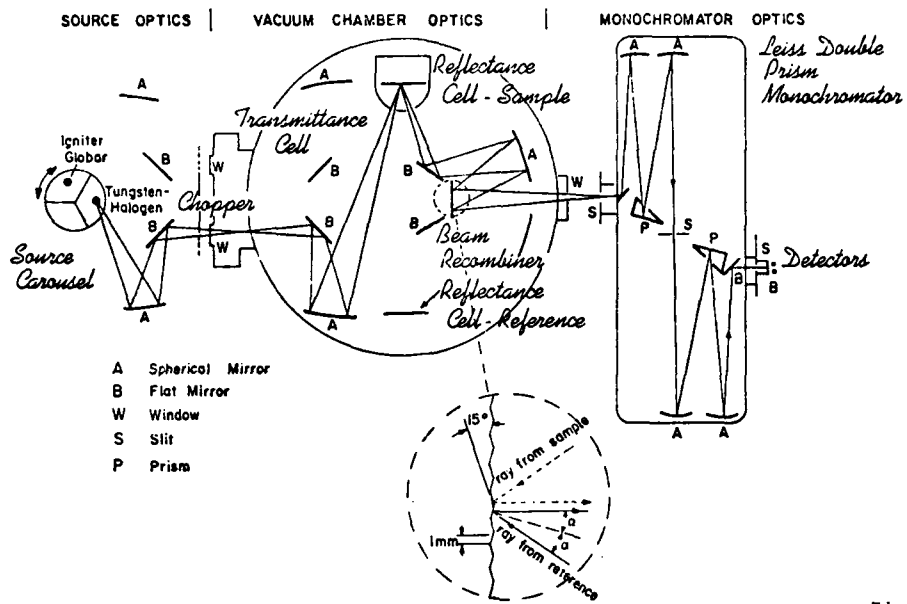 SOURCE OPTICS
VACUUM CHAMBER OPTICS
MONOCHROMATOR OPTICS
A
A
A
A
Leiss Double
Prism
Monochromator
Reflectance
Cell-Sample
Transmittance
Cell
Igniter
Globar
B
W
Chopper
B
B
A
W
Tungsten-
Halogen
B
B
S
P
W
B
Beam
Recombiner
S
P
S
Detectors
B
B
Source
Carousel
A
A
Reflectance
Cell-Reference
A Spherical Mirror
B Flat Mirror
W Window
S Slit
P Prism
A
A
15°
ray from sample
α
α
1mm
ray from reference